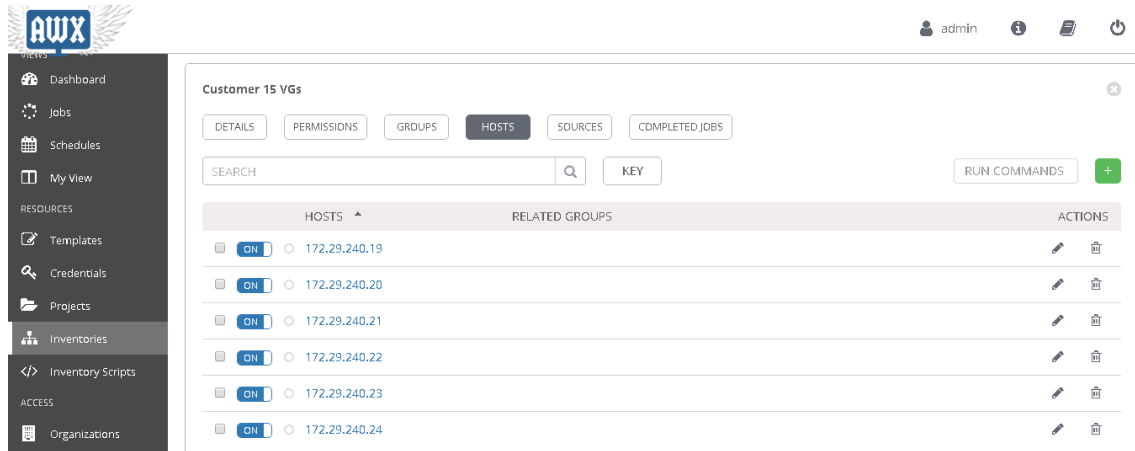 AWX
admin
VIEWS
Dashboard
Jobs
Schedules
My View
RESOURCES
Templates
Credentials
Projects
Inventories
Inventory Scripts
ACCESS
Organizations
Customer 15 VGs
DETAILS PERMISSIONS GROUPS HOSTS SOURCES COMPLETED JOBS
SEARCH KEY RUN COMMANDS +
HOSTS RELATED GROUPS ACTIONS
ON 172.29.240.19
ON 172.29.240.20
ON 172.29.240.21
ON 172.29.240.22
ON 172.29.240.23
ON 172.29.240.24